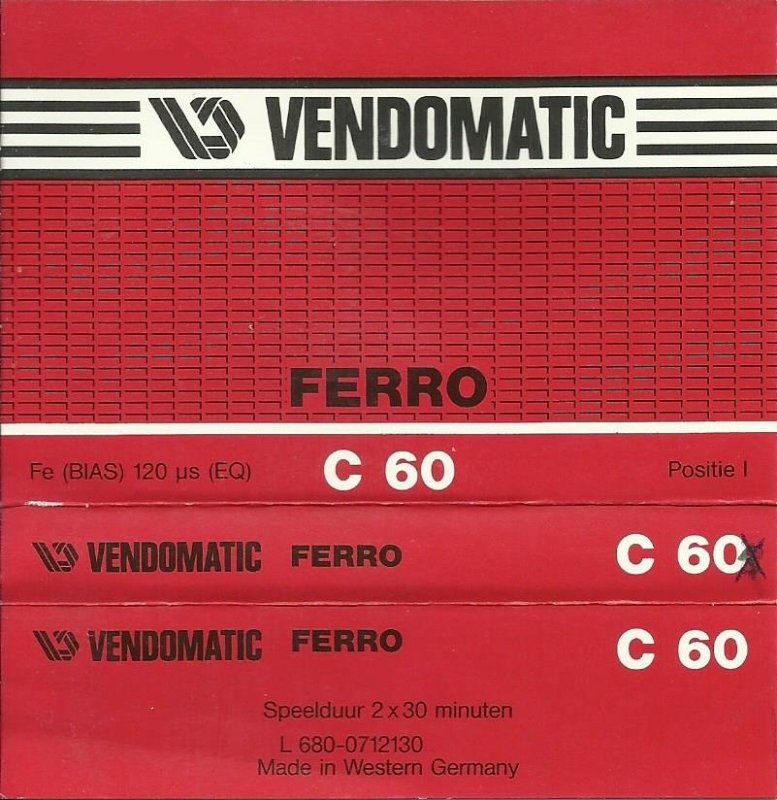 VENDOMATIC
FERRO
Fe (BIAS) 120 µs (EQ) C 60 Positie I
VENDOMATIC FERRO C 60
VENDOMATIC FERRO C 60
Speelduur 2 x 30 minuten
L 680-0712130
Made in Western Germany